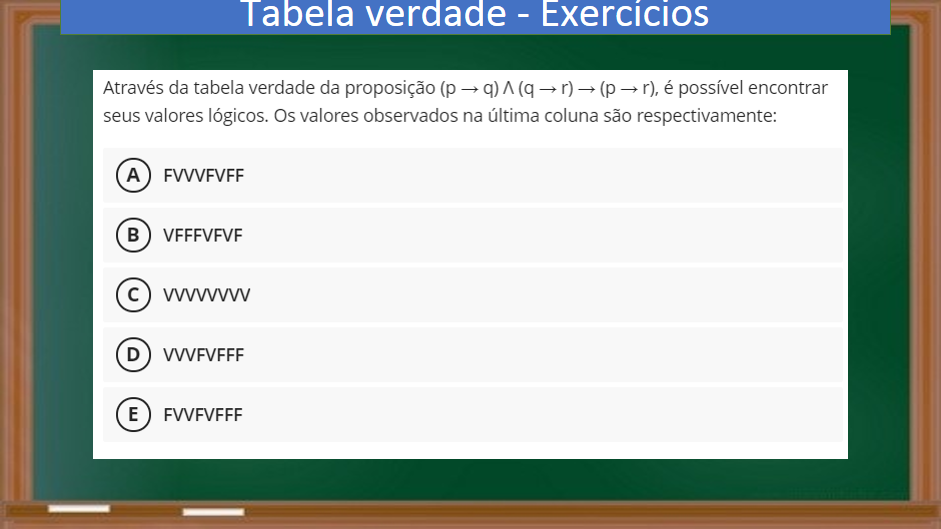 Tabela verdade - Exercícios
Através da tabela verdade da proposição (p → q) Λ (q → r) → (p → r), é possível encontrar
seus valores lógicos. Os valores observados na última coluna são respectivamente:
A FVVVFVFF
B VFFFVFVF
C VVVVVVVV
D VVVFVFFF
E FVVFVFFF